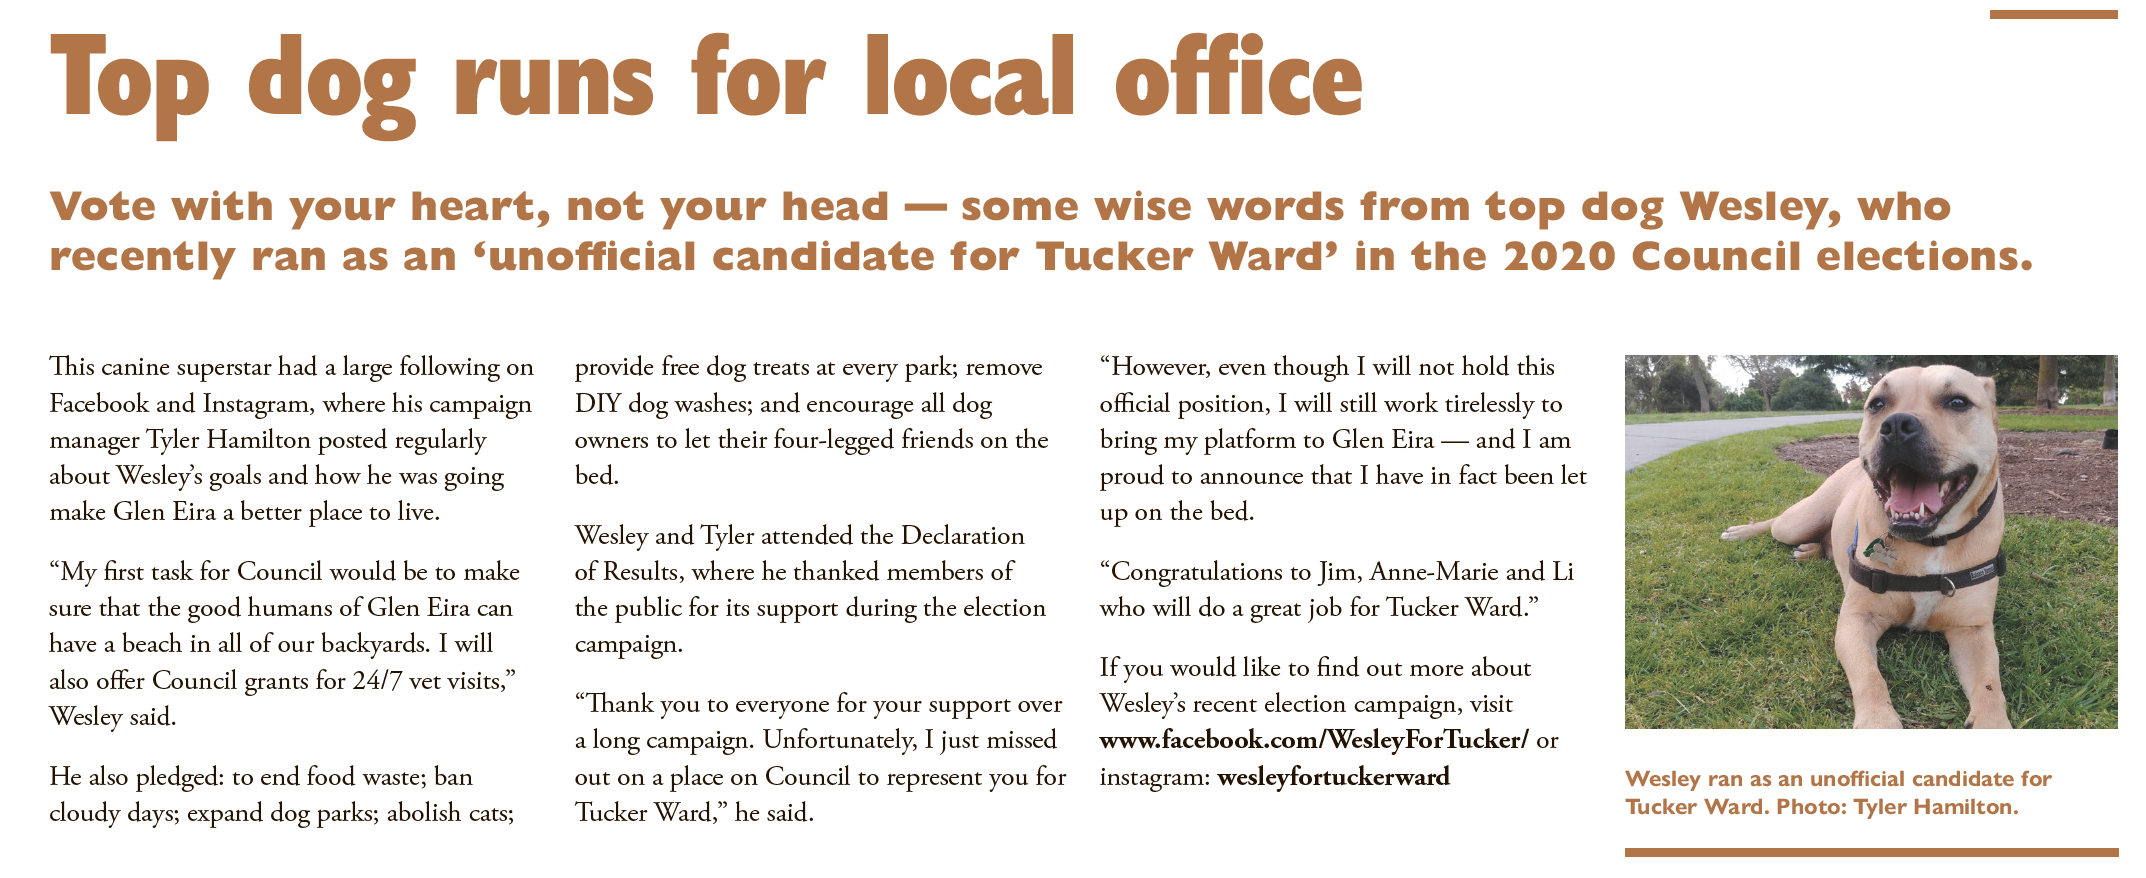 Top dog runs for local office
Vote with your heart, not your head — some wise words from top dog Wesley, who
recently ran as an ‘unofficial candidate for Tucker Ward’ in the 2020 Council elections.
This canine superstar had a large following on
Facebook and Instagram, where his campaign
manager Tyler Hamilton posted regularly
about Wesley’s goals and how he was going
make Glen Eira a better place to live.
“My first task for Council would be to make
sure that the good humans of Glen Eira can
have a beach in all of our backyards. I will
also offer Council grants for 24/7 vet visits,”
Wesley said.
He also pledged: to end food waste; ban
cloudy days; expand dog parks; abolish cats;
provide free dog treats at every park; remove
DIY dog washes; and encourage all dog
owners to let their four-legged friends on the
bed.
Wesley and Tyler attended the Declaration
of Results, where he thanked members of
the public for its support during the election
campaign.
“Thank you to everyone for your support over
a long campaign. Unfortunately, I just missed
out on a place on Council to represent you for
Tucker Ward,” he said.
“However, even though I will not hold this
official position, I will still work tirelessly to
bring my platform to Glen Eira — and I am
proud to announce that I have in fact been let
up on the bed.
“Congratulations to Jim, Anne-Marie and Li
who will do a great job for Tucker Ward.”
If you would like to find out more about
Wesley’s recent election campaign, visit
www.facebook.com/WesleyForTucker/ or
instagram: wesleyfortuckerward
Wesley ran as an unofficial candidate for
Tucker Ward. Photo: Tyler Hamilton.